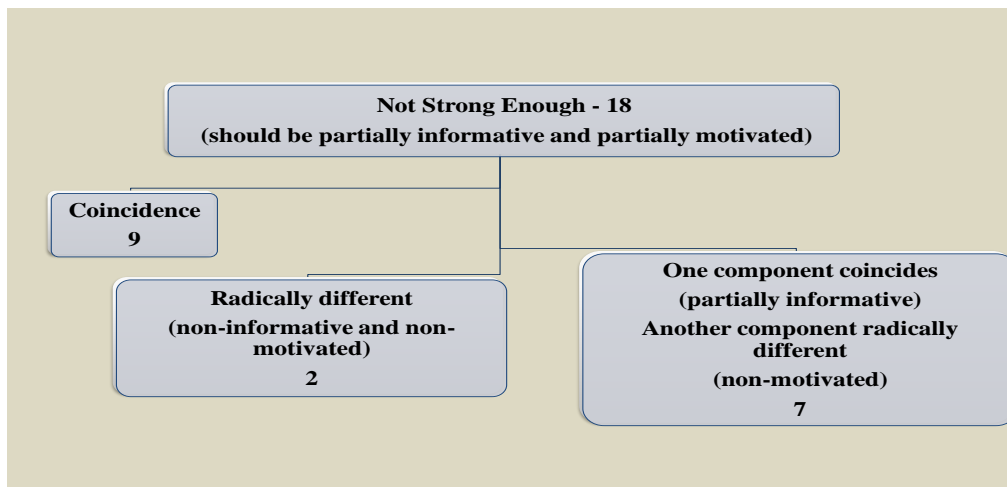 Not Strong Enough - 18
(should be partially informative and partially motivated)
Coincidence
9
Radically different
(non-informative and non-
motivated)
2
One component coincides
(partially informative)
Another component radically
different
(non-motivated)
7